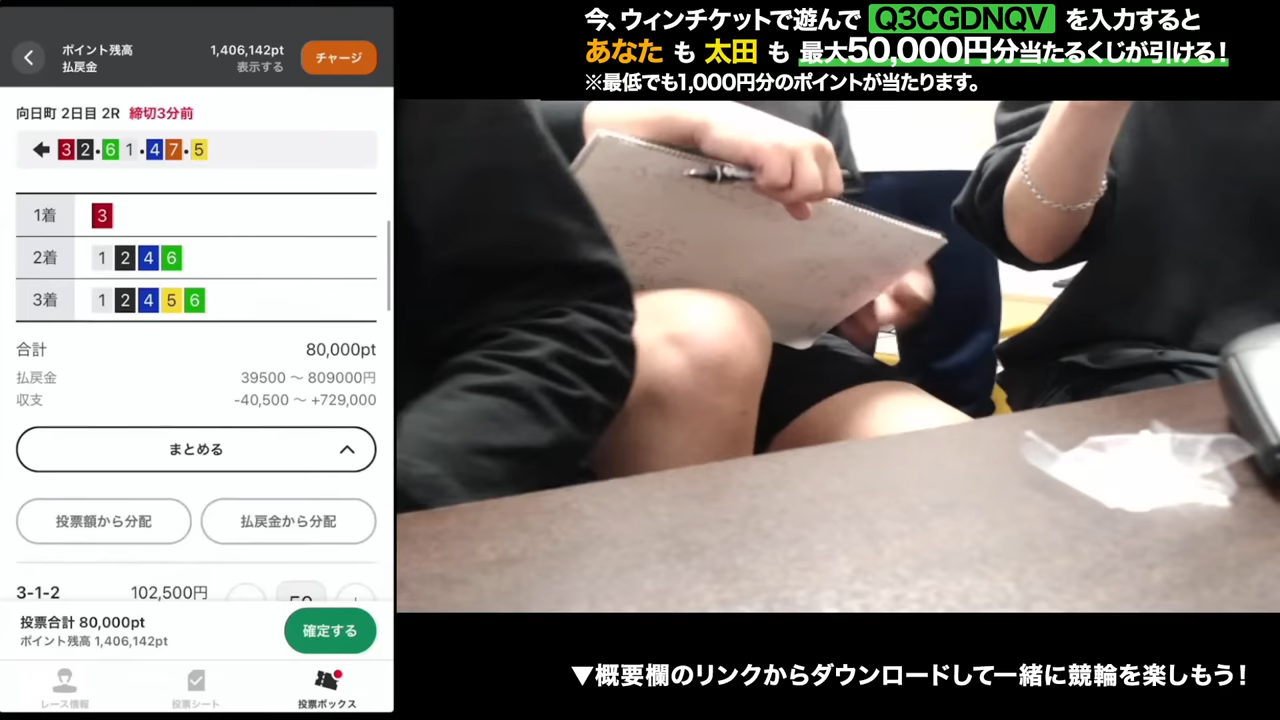 ポイント残高
1,406,142pt
払戻金
表示する
チャージ
向日町 2日目 2R 締切3分前
3 2・6 1・4 7・5
1着 3
2着 1 2 4 6
3着 1 2 4 5 6
合計 80,000pt
払戻金 39500 〜 809000円
収支 -40,500 〜 +729,000
まとめる
投票額から分配
払戻金から分配
3-1-2 102,500円
投票合計 80,000pt
ポイント残高 1,406,142pt
確定する
レース情報
投票シート
投票ボックス
今、ウィンチケットで遊んで Q3CGDNQV を入力すると
あなた も 太田 も 最大50,000円分当たるくじが引ける!
※最低でも1,000円分のポイントが当たります。
▼概要欄のリンクからダウンロードして一緒に競輪を楽しもう!